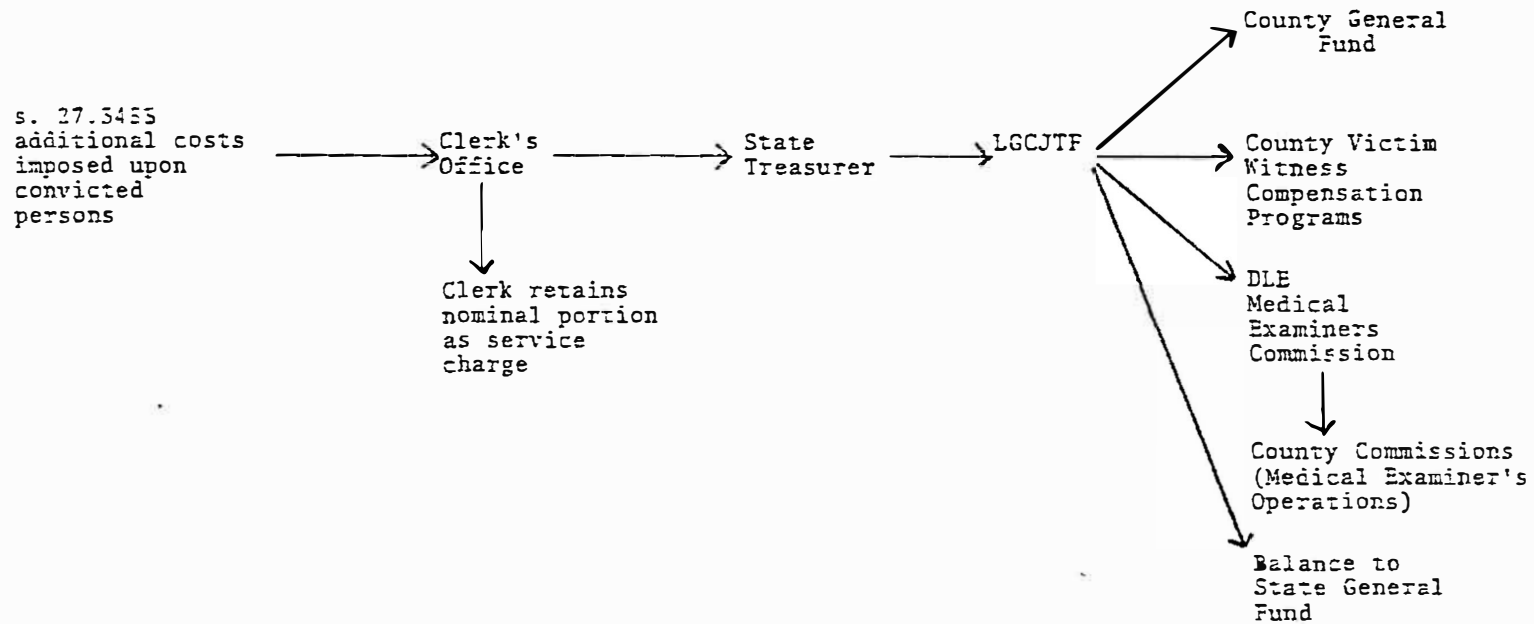 s. 27.3455
additional costs
imposed upon
convicted
persons
Clerk's
Office
Clerk retains
nominal portion
as service
charge
State
Treasurer
LGCJTF
County General
Fund
County Victim
Witness
Compensation
Programs
DLE
Medical
Examiners
Commission
County Commissions
(Medical Examiner's
Operations)
Balance to
State General
Fund